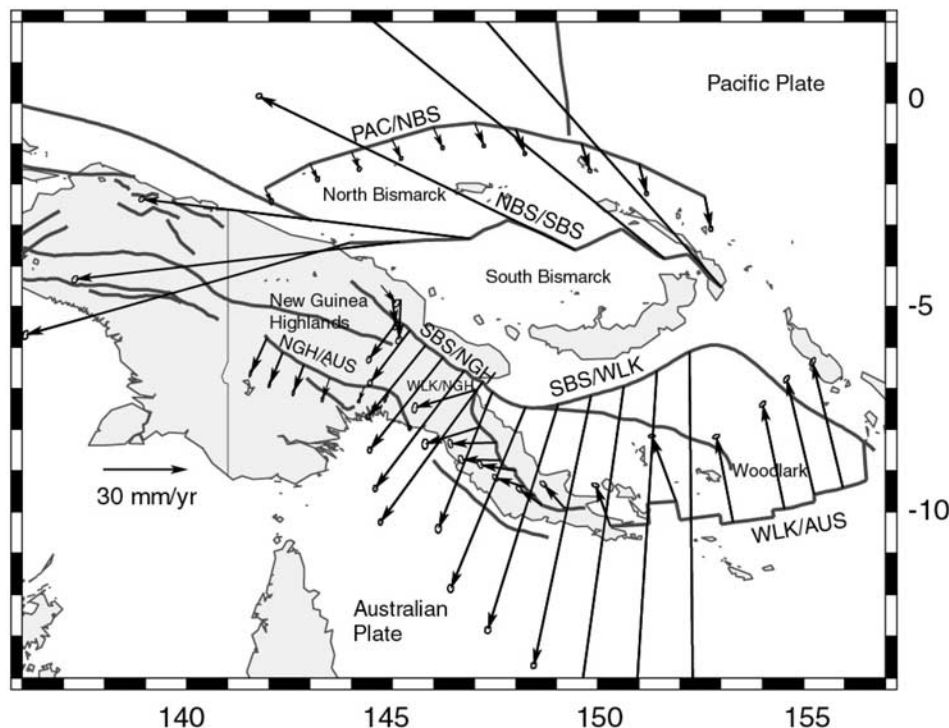 Pacific Plate
0
PAC/NBS
North Bismarck
NBS/SBS
South Bismarck
-5
New Guinea
Highlands
SBS/NGH
NGH/AUS
WLK/NGH
SBS/WLK
30 mm/yr
Woodlark
-10
WLK/AUS
Australian
Plate
140
145
150
155